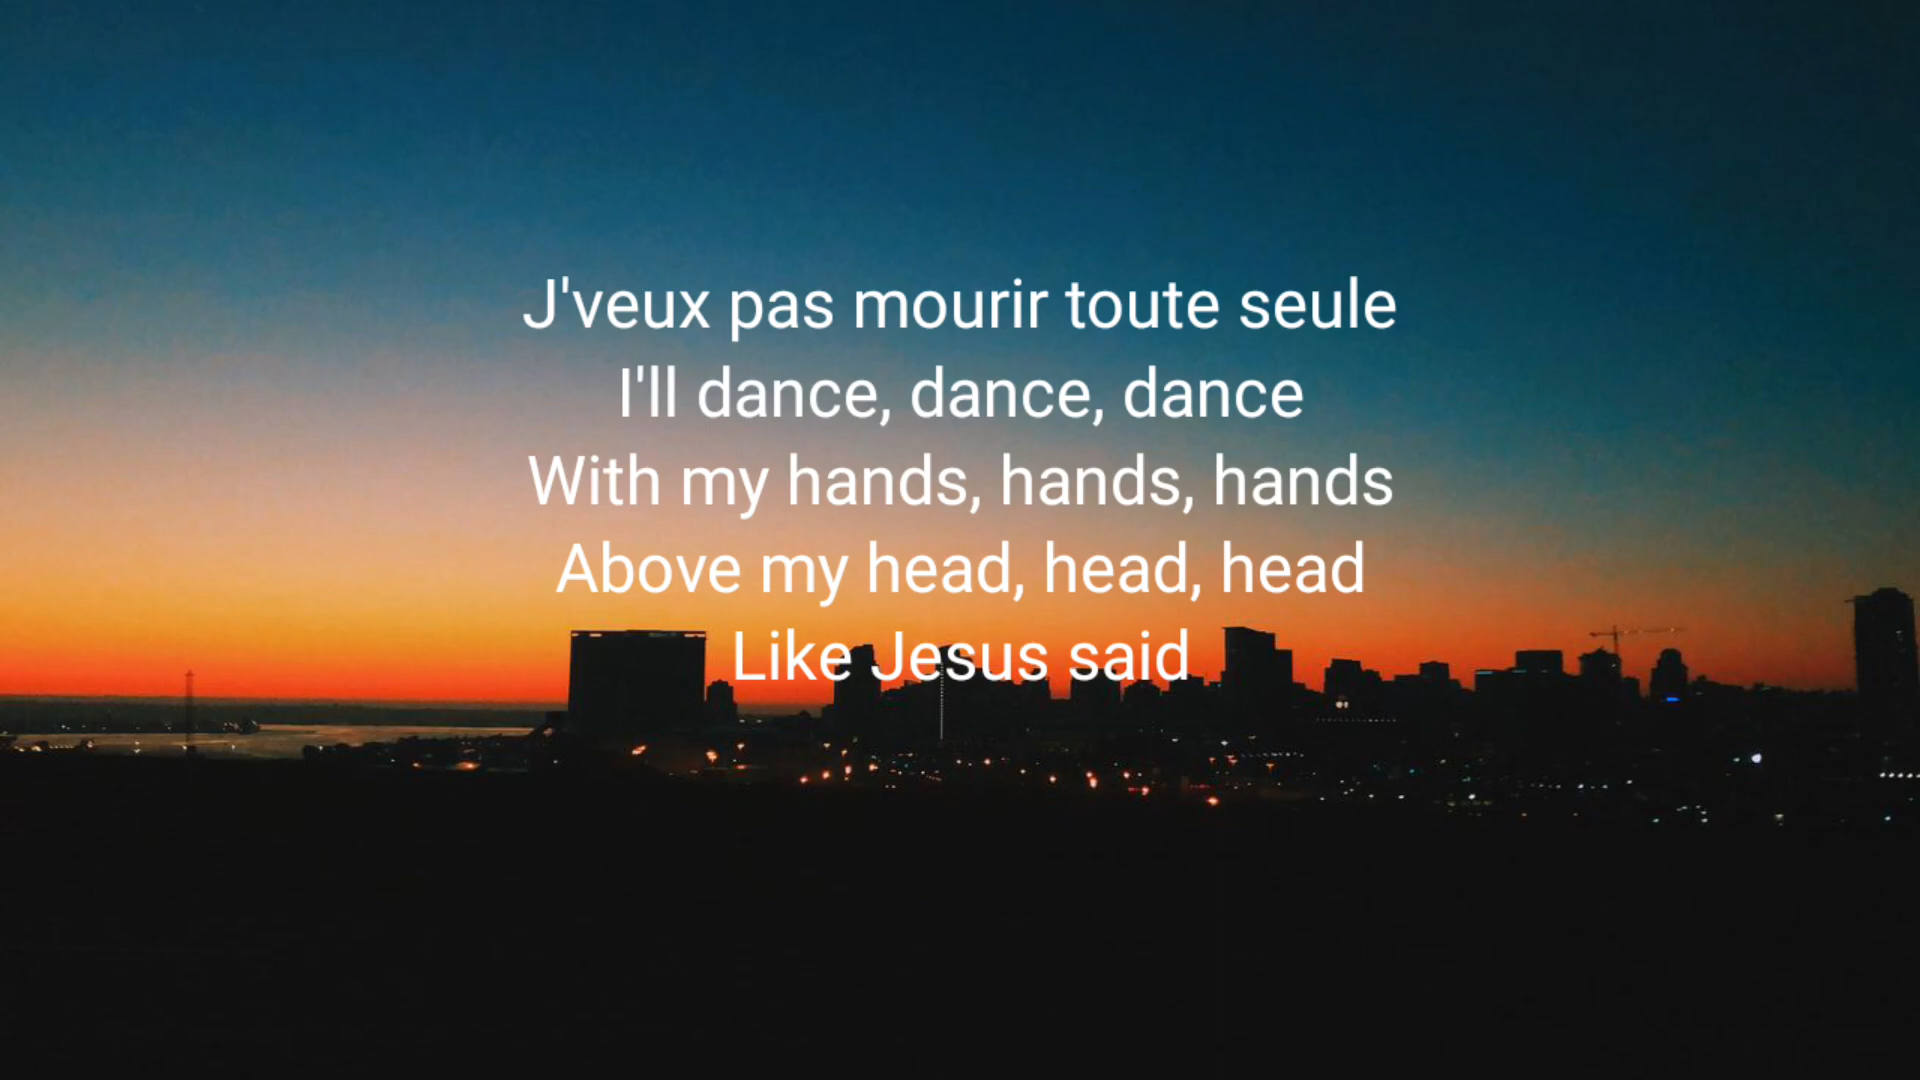 J'veux pas mourir toute seule
I'll dance, dance, dance
With my hands, hands, hands
Above my head, head, head
Like Jesus said